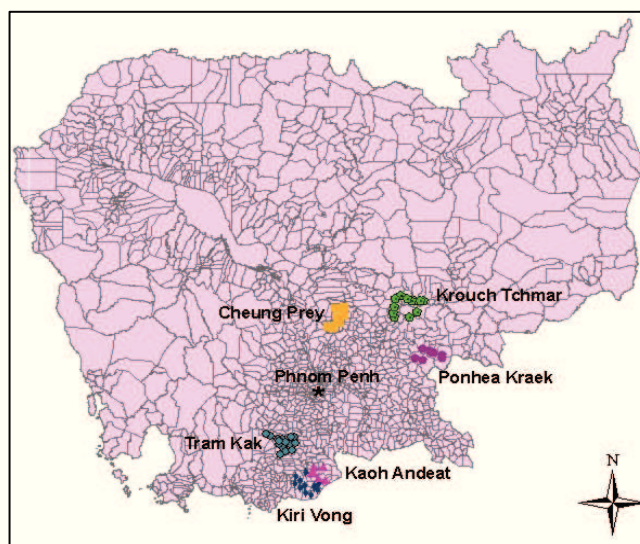 Krouch Tchmar
Cheung Prey
Ponhea Kraek
Phnom Penh
*
Tram Kak
Kaoh Andeat
Kiri Vong
N